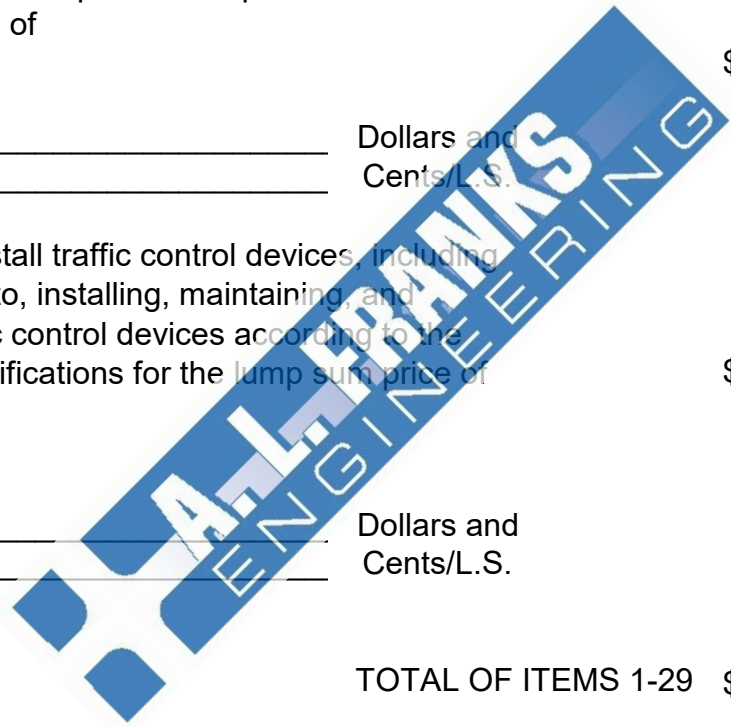 of
$
Dollars and
Cents/L.S.
stall traffic control devices, including
to, installing, maintaining, and
control devices according to the
ifications for the lump sum price of
$
Dollars and
Cents/L.S.
TOTAL OF ITEMS 1-29 $
A. L. FRANKS
ENGINEERING